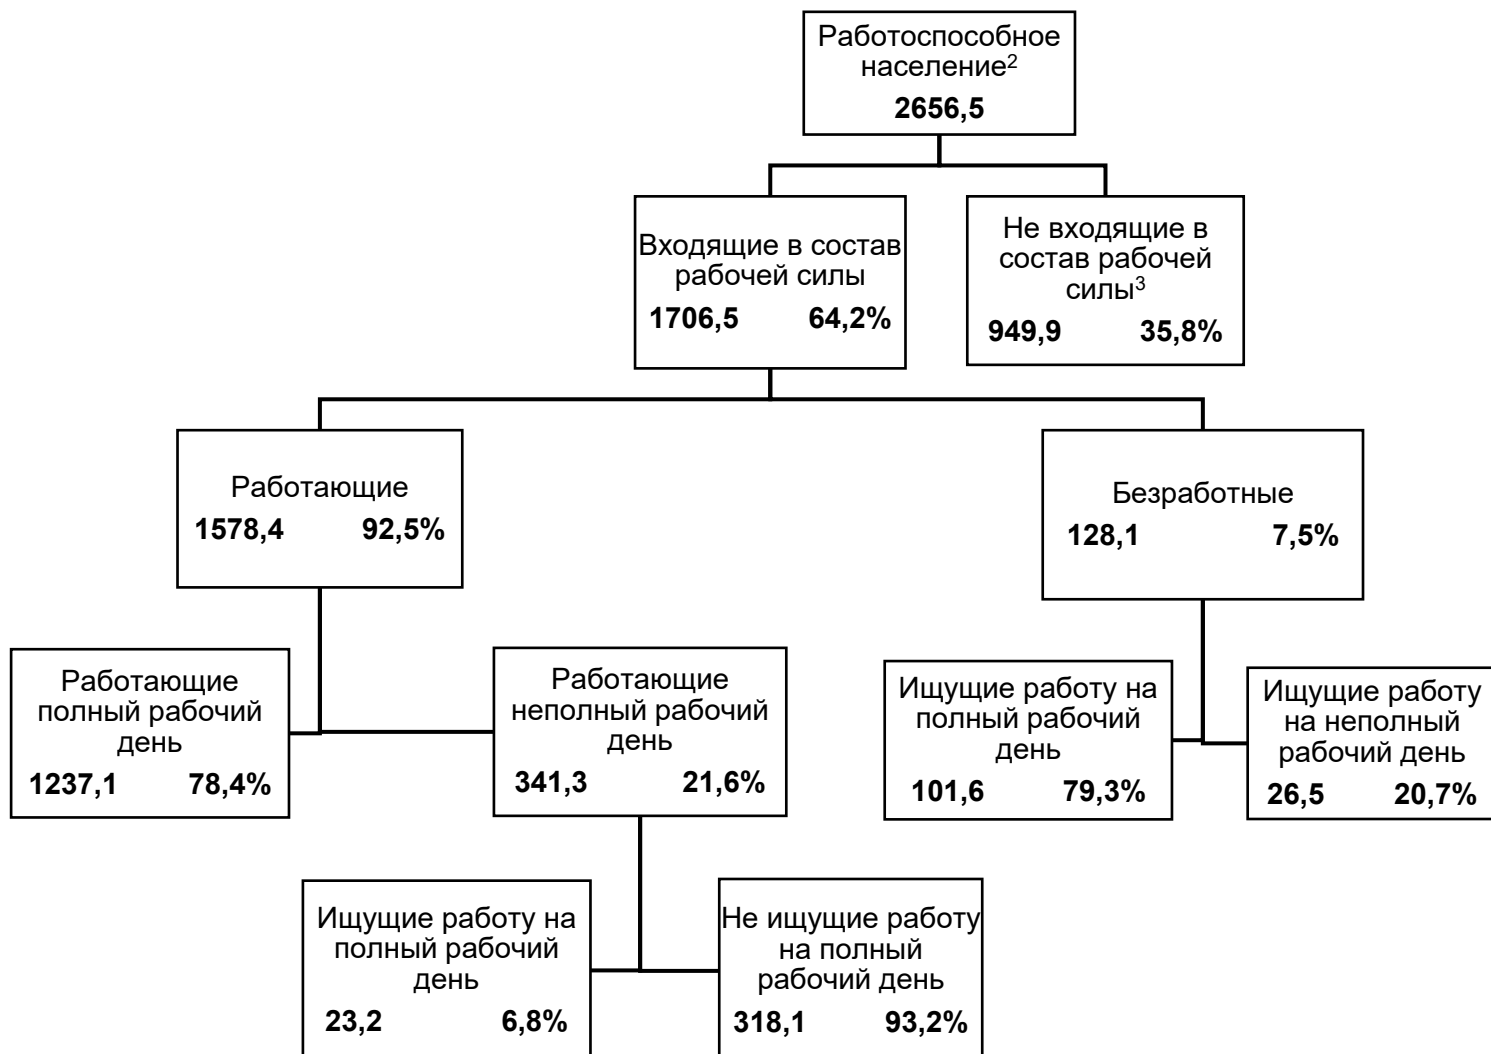 Работоспособное
население²
2656,5
Входящие в состав
рабочей силы
1706,5 64,2%
Не входящие в
состав рабочей
силы³
949,9 35,8%
Работающие
1578,4 92,5%
Безработные
128,1 7,5%
Работающие
полный рабочий
день
1237,1 78,4%
Работающие
неполный рабочий
день
341,3 21,6%
Ищущие работу на
полный рабочий
день
101,6 79,3%
Ищущие работу
на неполный
рабочий день
26,5 20,7%
Ищущие работу на
полный рабочий
день
23,2 6,8%
Не ищущие работу
на полный
рабочий день
318,1 93,2%